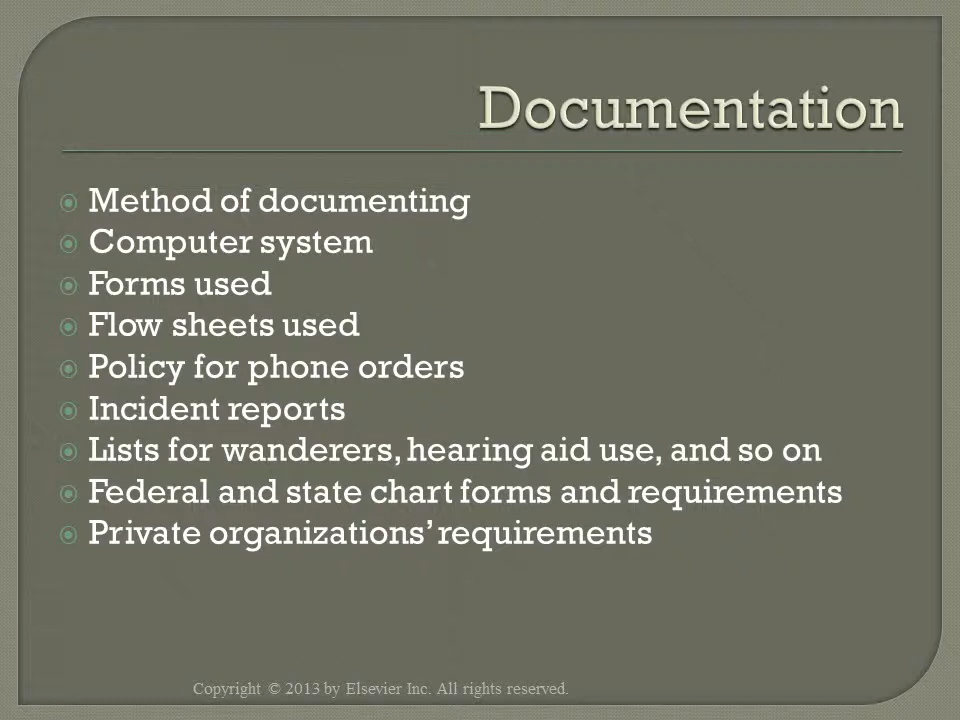 Documentation
Method of documenting
Computer system
Forms used
Flow sheets used
Policy for phone orders
Incident reports
Lists for wanderers, hearing aid use, and so on
Federal and state chart forms and requirements
Private organizations’ requirements
Copyright © 2013 by Elsevier Inc. All rights reserved.